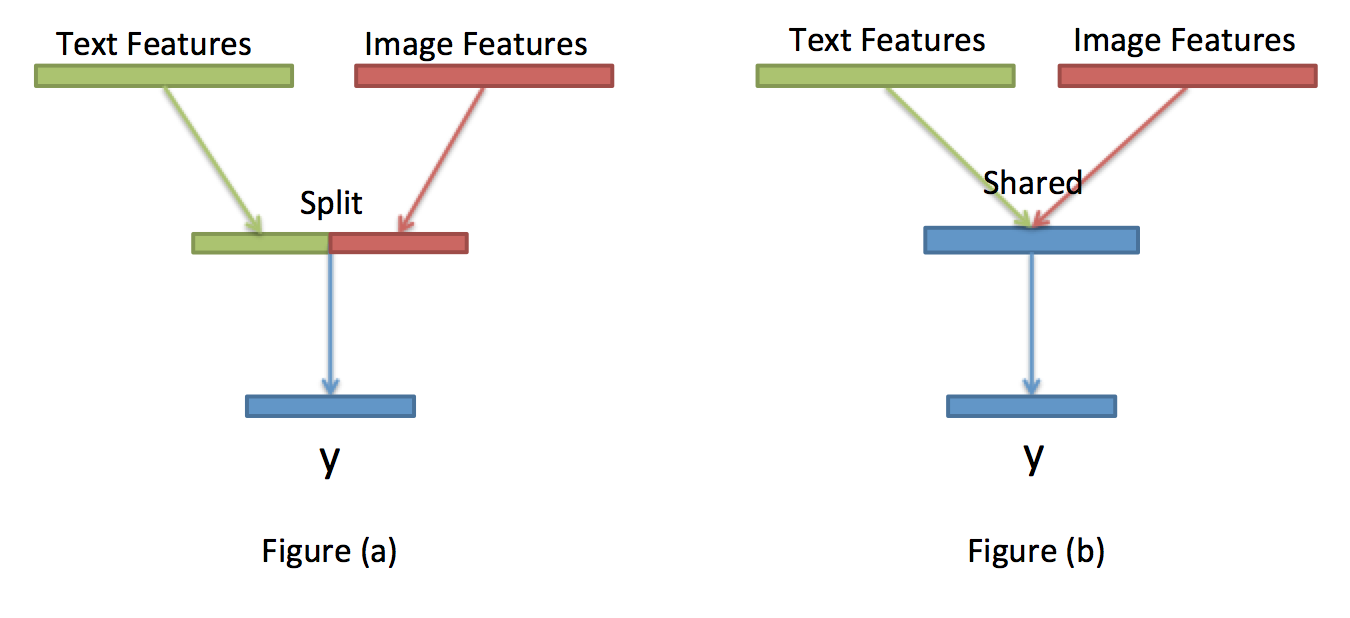 Text Features
Image Features
Split
y
Figure (a)
Text Features
Image Features
Shared
y
Figure (b)